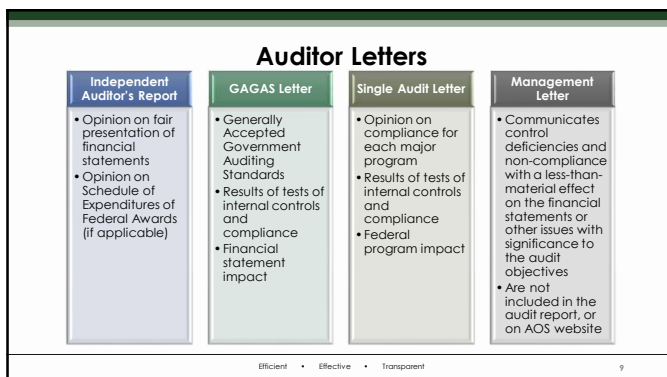 Auditor Letters
Independent
Auditor's Report
• Opinion on fair
presentation of
financial
statements
• Opinion on
Schedule of
Expenditures of
Federal Awards
(if applicable)
GAGAS Letter
• Generally
Accepted
Government
Auditing
Standards
• Results of tests of
internal controls
and
compliance
• Financial
statement
impact
Single Audit Letter
• Opinion on
compliance for
each major
program
• Results of tests of
internal controls
and
compliance
• Federal
program impact
Management
Letter
• Communicates
control
deficiencies and
non-compliance
with a less-than-
material effect
on the financial
statements or
other issues with
significance to
the audit
objectives
• Are not
included in the
audit report, or
on AOS website
Efficient • Effective • Transparent
9